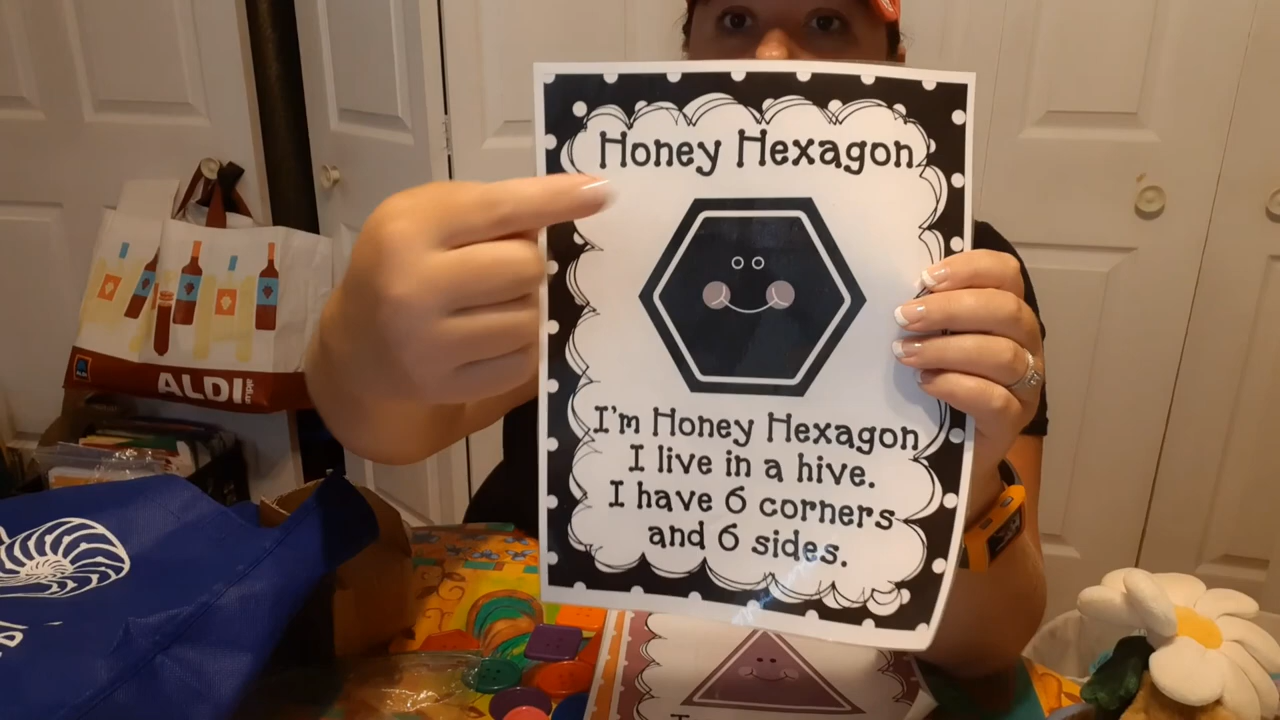 Honey Hexagon
I'm Honey Hexagon
I live in a hive.
I have 6 corners
and 6 sides.
ALDI